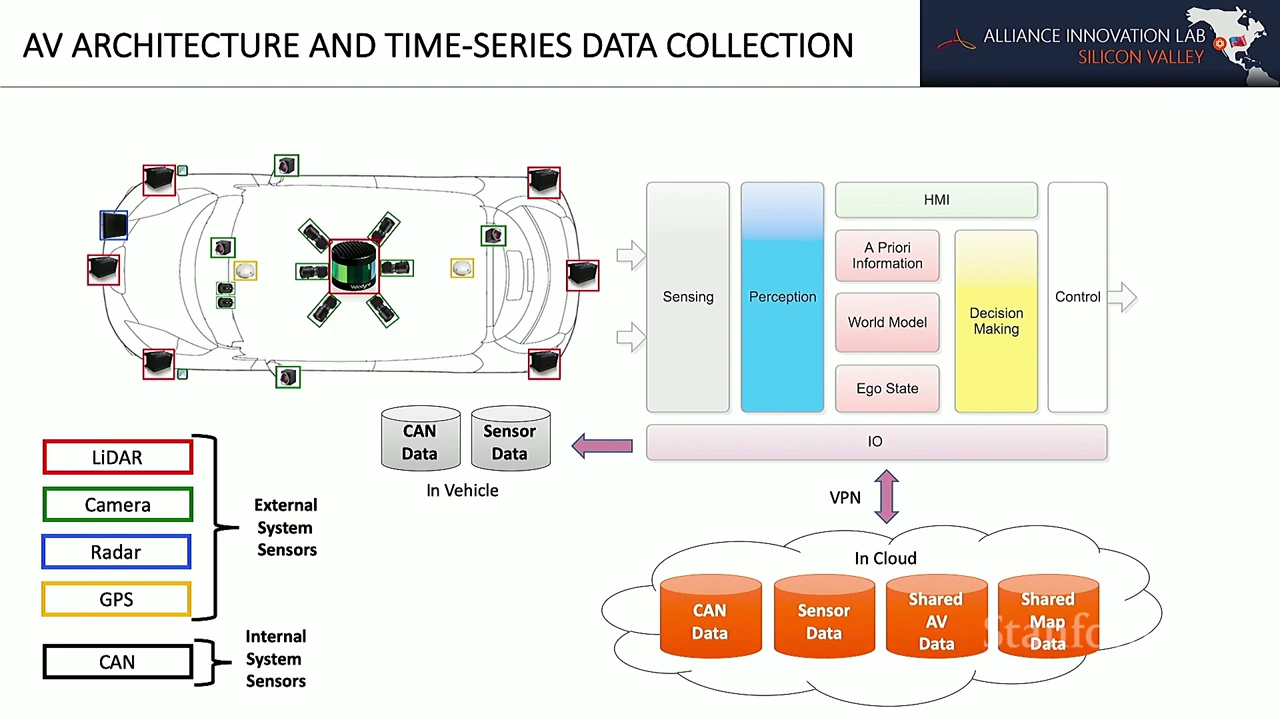 AV ARCHITECTURE AND TIME-SERIES DATA COLLECTION
ALLIANCE INNOVATION LAB
SILICON VALLEY
Velodyne
Sensing
Perception
HMI
A Priori
Information
World Model
Ego State
Decision
Making
Control
IO
CAN
Data
Sensor
Data
In Vehicle
VPN
LiDAR
Camera
Radar
GPS
External
System
Sensors
CAN
Internal
System
Sensors
In Cloud
CAN
Data
Sensor
Data
Shared
AV
Data
Shared
Map
Data